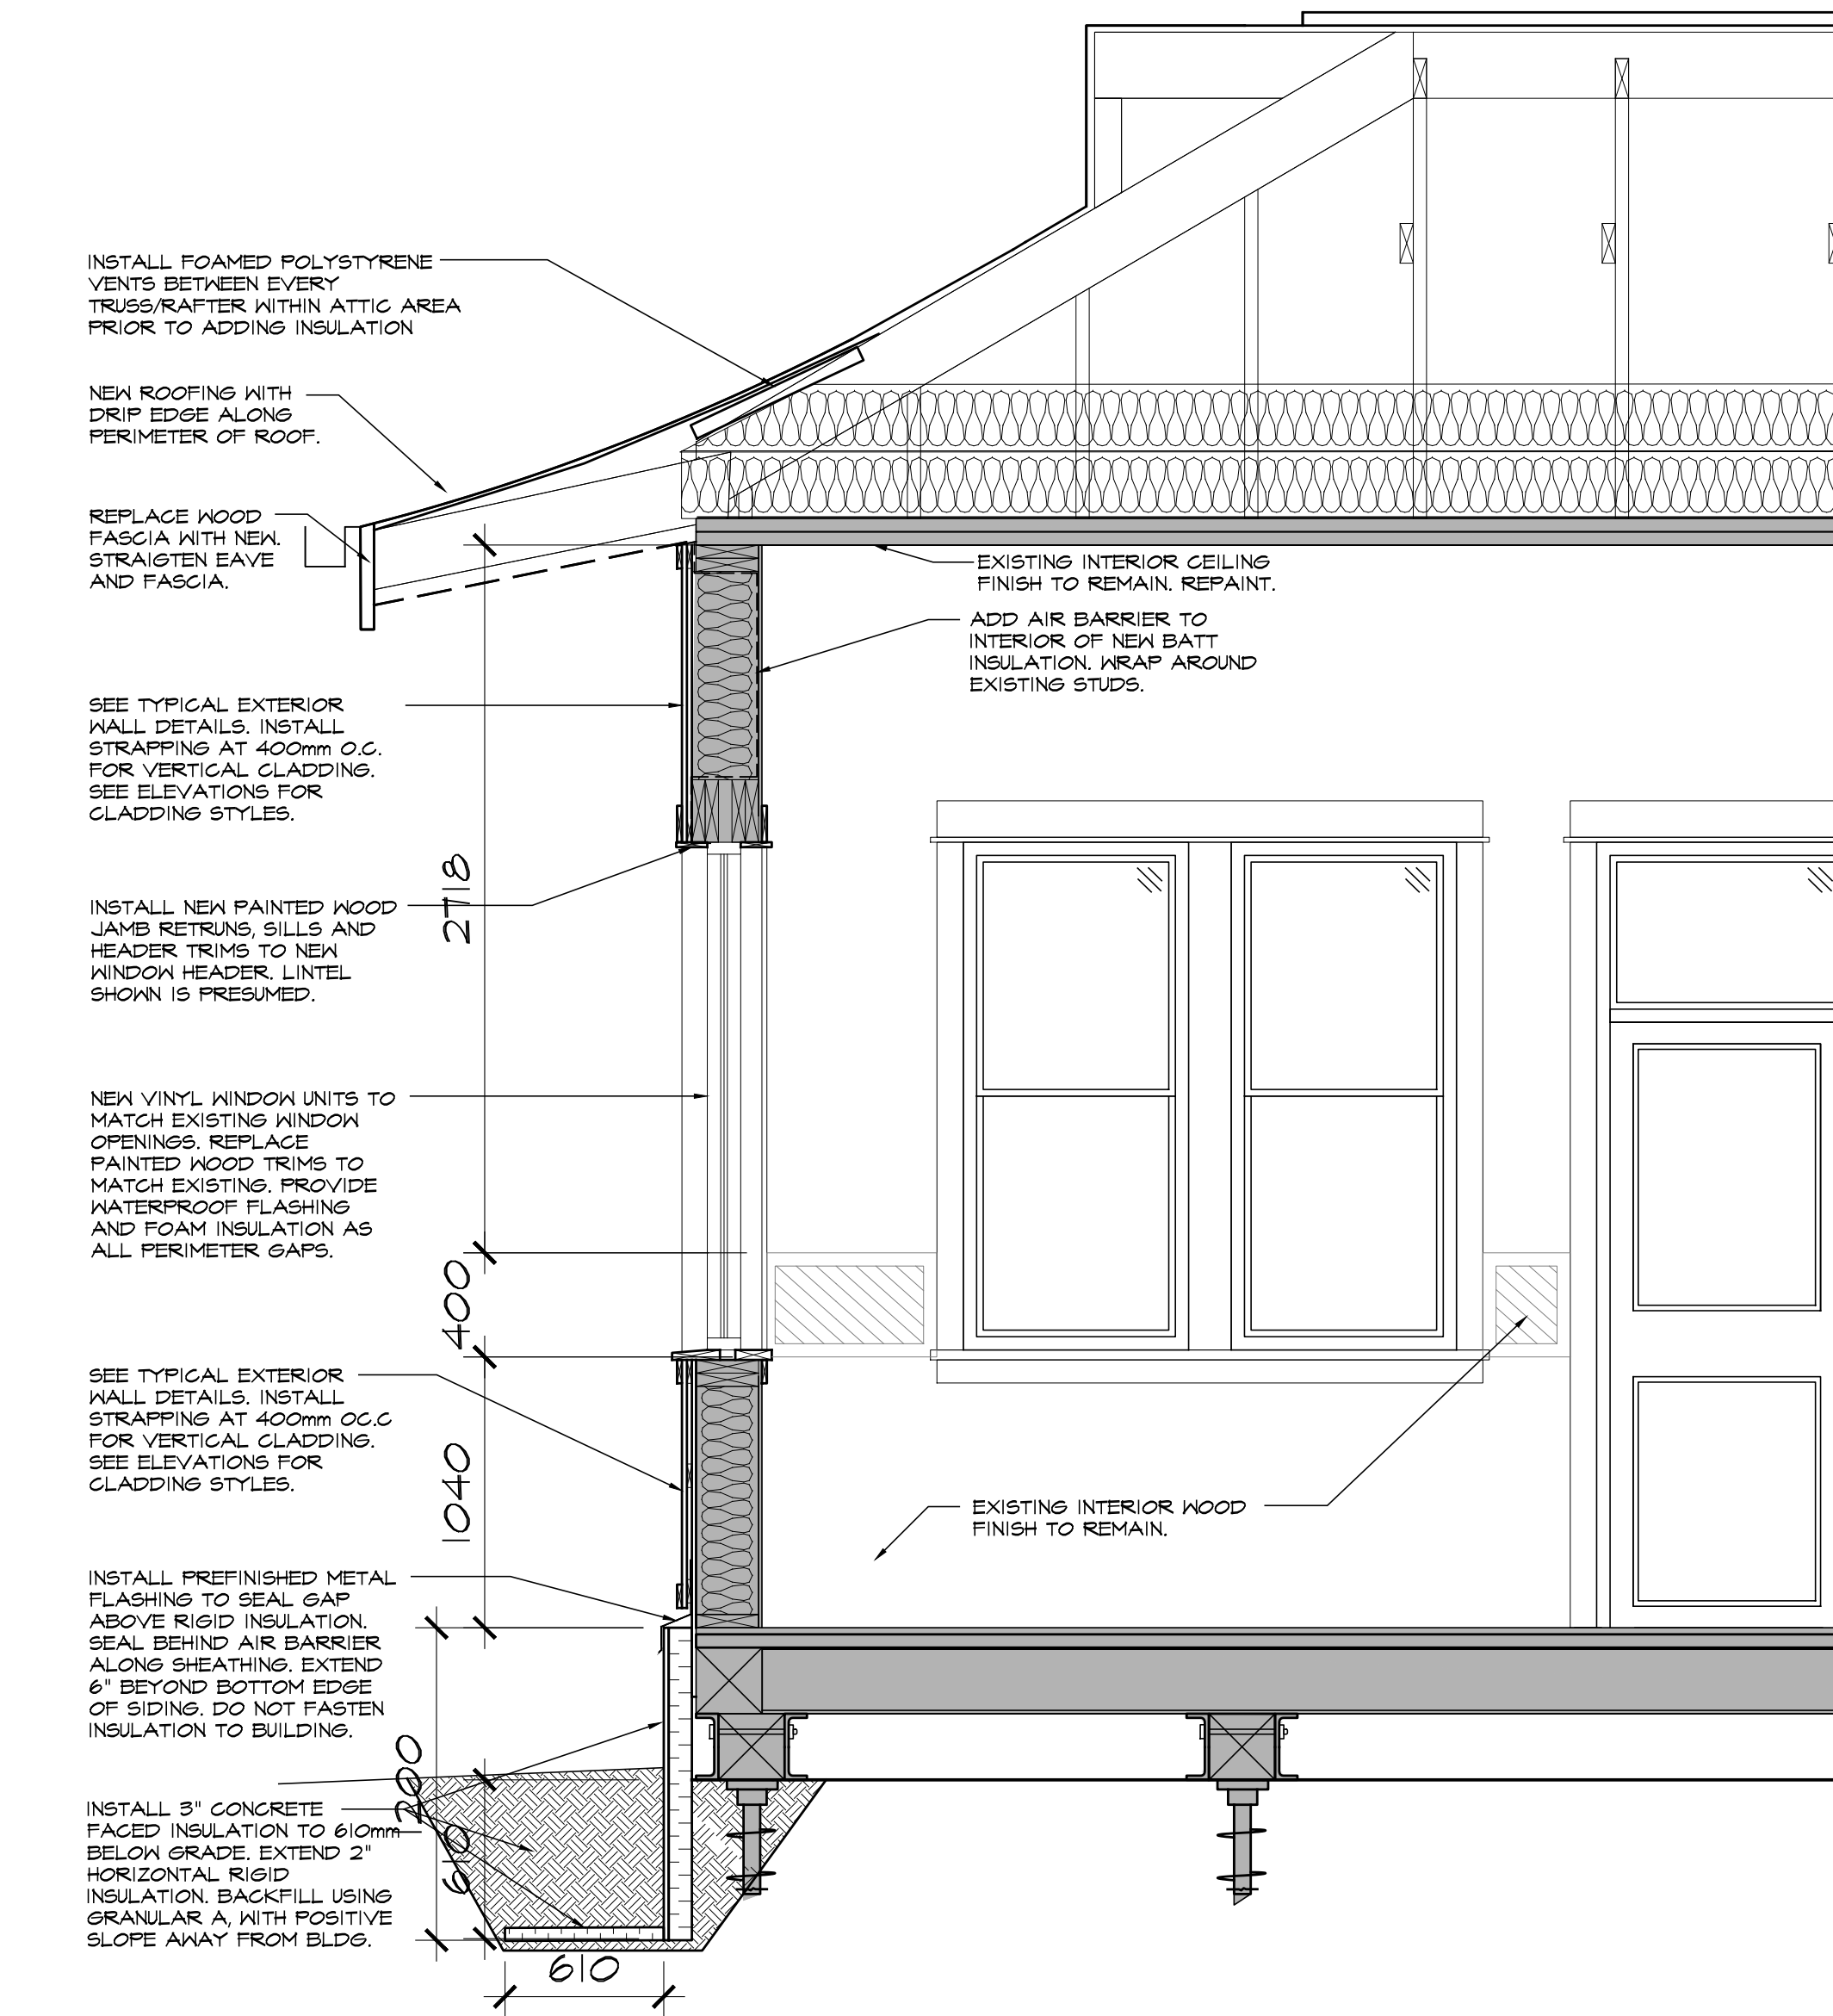 INSTALL FOAMED POLYSTYRENE
VENTS BETWEEN EVERY
TRUSS/RAFTER WITHIN ATTIC AREA
PRIOR TO ADDING INSULATION
NEW ROOFING WITH
DRIP EDGE ALONG
PERIMETER OF ROOF.
REPLACE WOOD
FASCIA WITH NEW.
STRAIGTEN EAVE
AND FASCIA.
EXISTING INTERIOR CEILING
FINISH TO REMAIN. REPAINT.
ADD AIR BARRIER TO
INTERIOR OF NEW BATT
INSULATION. WRAP AROUND
EXISTING STUDS.
SEE TYPICAL EXTERIOR
WALL DETAILS. INSTALL
STRAPPING AT 400mm O.C.
FOR VERTICAL CLADDING.
SEE ELEVATIONS FOR
CLADDING STYLES.
2718
INSTALL NEW PAINTED WOOD
JAMB RETRUNS, SILLS AND
HEADER TRIMS TO NEW
WINDOW HEADER. LINTEL
SHOWN IS PRESUMED.
NEW VINYL WINDOW UNITS TO
MATCH EXISTING WINDOW
OPENINGS. REPLACE
PAINTED WOOD TRIMS TO
MATCH EXISTING. PROVIDE
WATERPROOF FLASHING
AND FOAM INSULATION AS
ALL PERIMETER GAPS.
400
SEE TYPICAL EXTERIOR
WALL DETAILS. INSTALL
STRAPPING AT 400mm OC.C
FOR VERTICAL CLADDING.
SEE ELEVATIONS FOR
CLADDING STYLES.
1040
EXISTING INTERIOR WOOD
FINISH TO REMAIN.
INSTALL PREFINISHED METAL
FLASHING TO SEAL GAP
ABOVE RIGID INSULATION.
SEAL BEHIND AIR BARRIER
ALONG SHEATHING. EXTEND
6" BEYOND BOTTOM EDGE
OF SIDING. DO NOT FASTEN
INSULATION TO BUILDING.
INSTALL 3" CONCRETE
FACED INSULATION TO 610mm
BELOW GRADE. EXTEND 2"
HORIZONTAL RIGID
INSULATION. BACKFILL USING
GRANULAR A, WITH POSITIVE
SLOPE AWAY FROM BLDG.
610
610